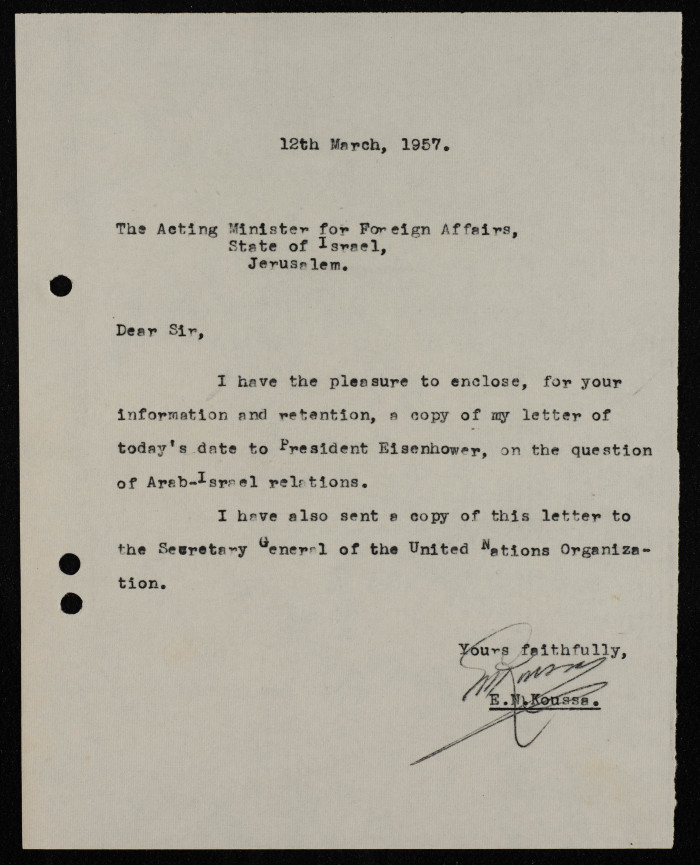 12th March, 1957.
The Acting Minister for Foreign Affairs,
State of Israel,
Jerusalem.
Dear Sir,
I have the pleasure to enclose, for your
information and retention, a copy of my letter of
today's date to President Eisenhower, on the question
of Arab-Israel relations.
I have also sent a copy of this letter to
the Secretary General of the United Nations Organiza-
tion.
Yours faithfully,
E.N.Koussa.